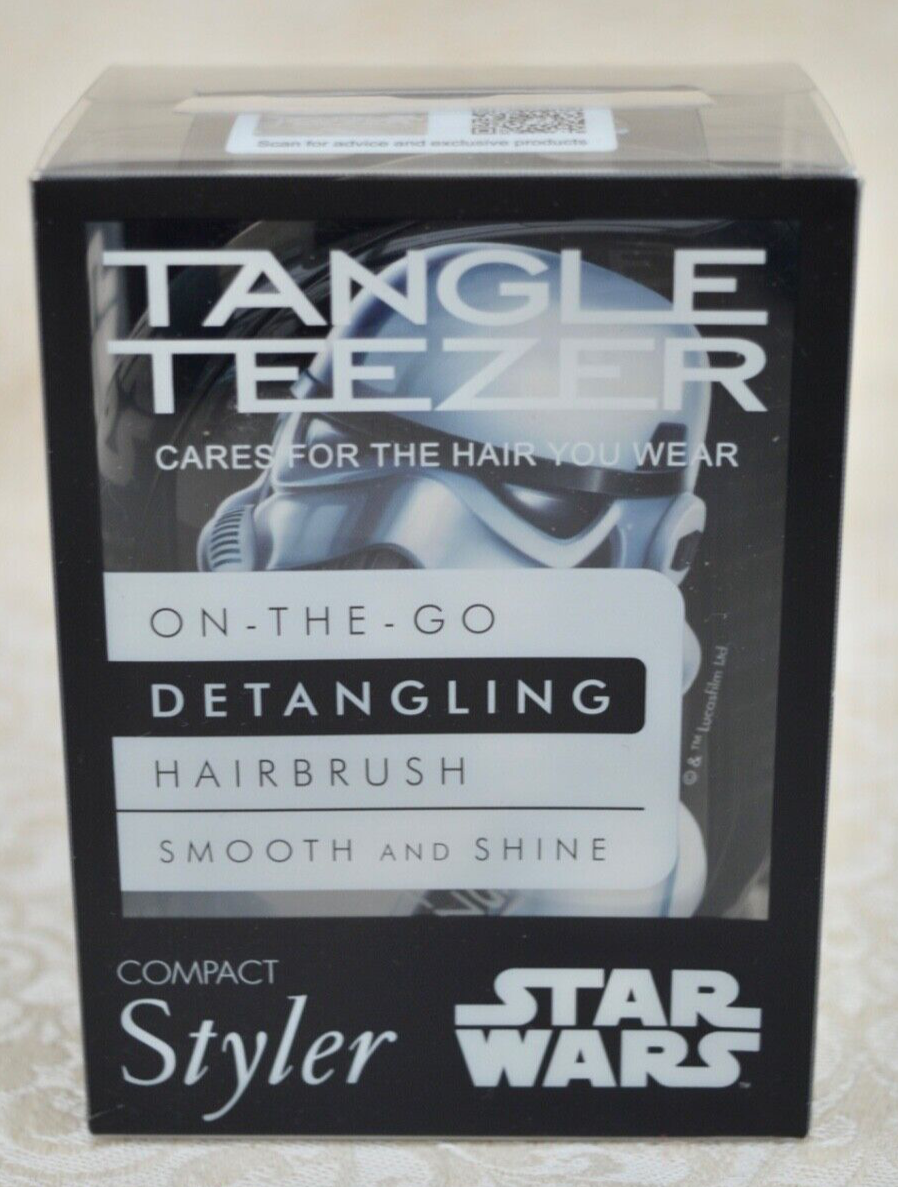 Scan for advice and exclusive products
TANGLE
TEEZER
CARES FOR THE HAIR YOU WEAR
ON-THE-GO
DETANGLING
HAIRBRUSH
SMOOTH AND SHINE
© & ™ Lucasfilm Ltd
COMPACT
Styler
STAR
WARS™